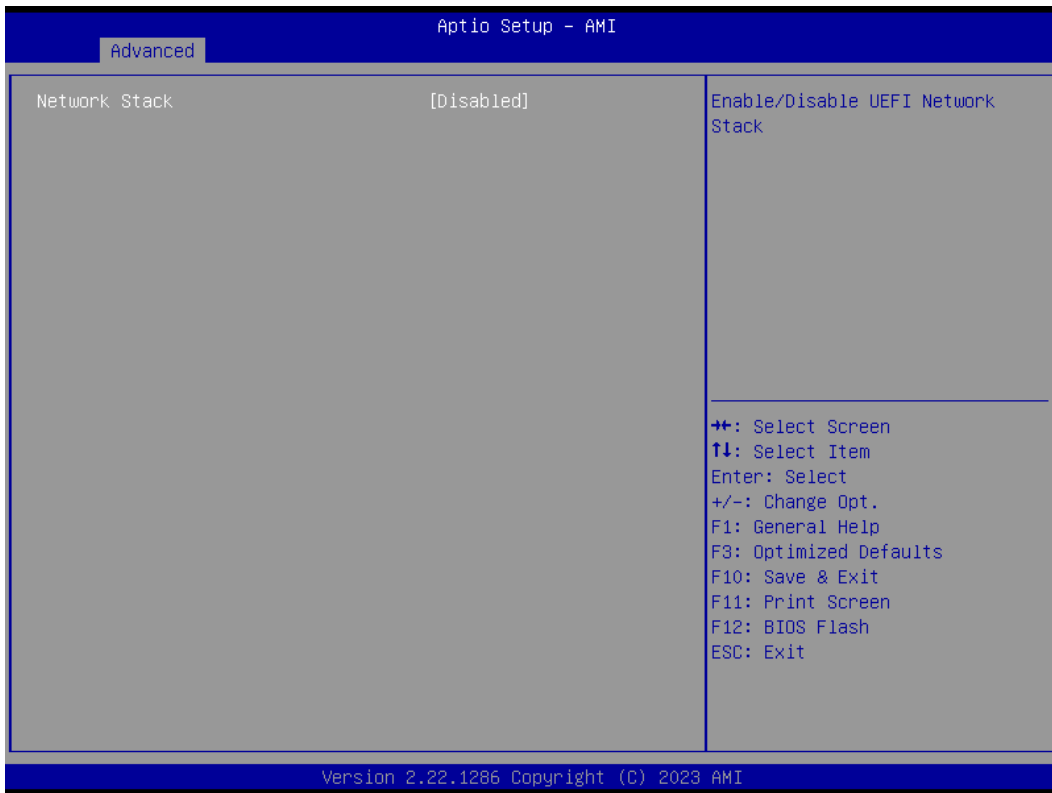 Aptio Setup – AMI
Advanced
Network Stack [Disabled]
Enable/Disable UEFI Network
Stack
→←: Select Screen
↑↓: Select Item
Enter: Select
+/-: Change Opt.
F1: General Help
F3: Optimized Defaults
F10: Save & Exit
F11: Print Screen
F12: BIOS Flash
ESC: Exit
Version 2.22.1286 Copyright (C) 2023 AMI